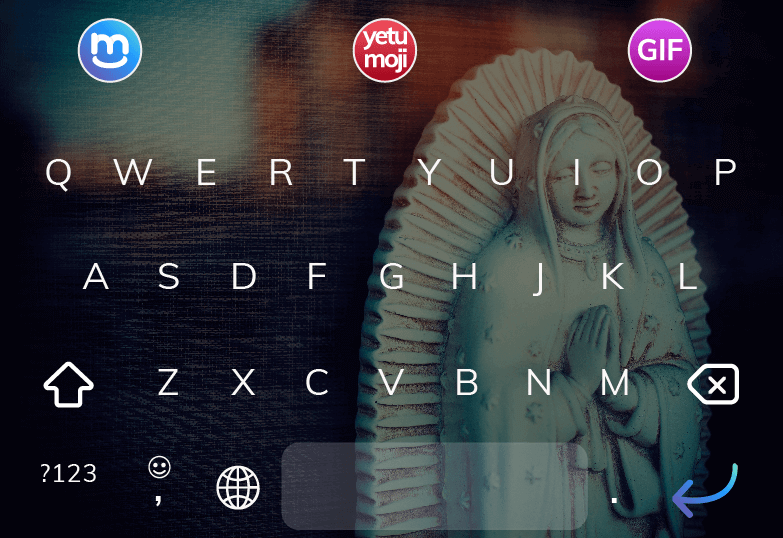 m yetu moji GIF
Q W E R T Y U I O P
A S D F G H J K L
Z X C V B N M
?123 , .